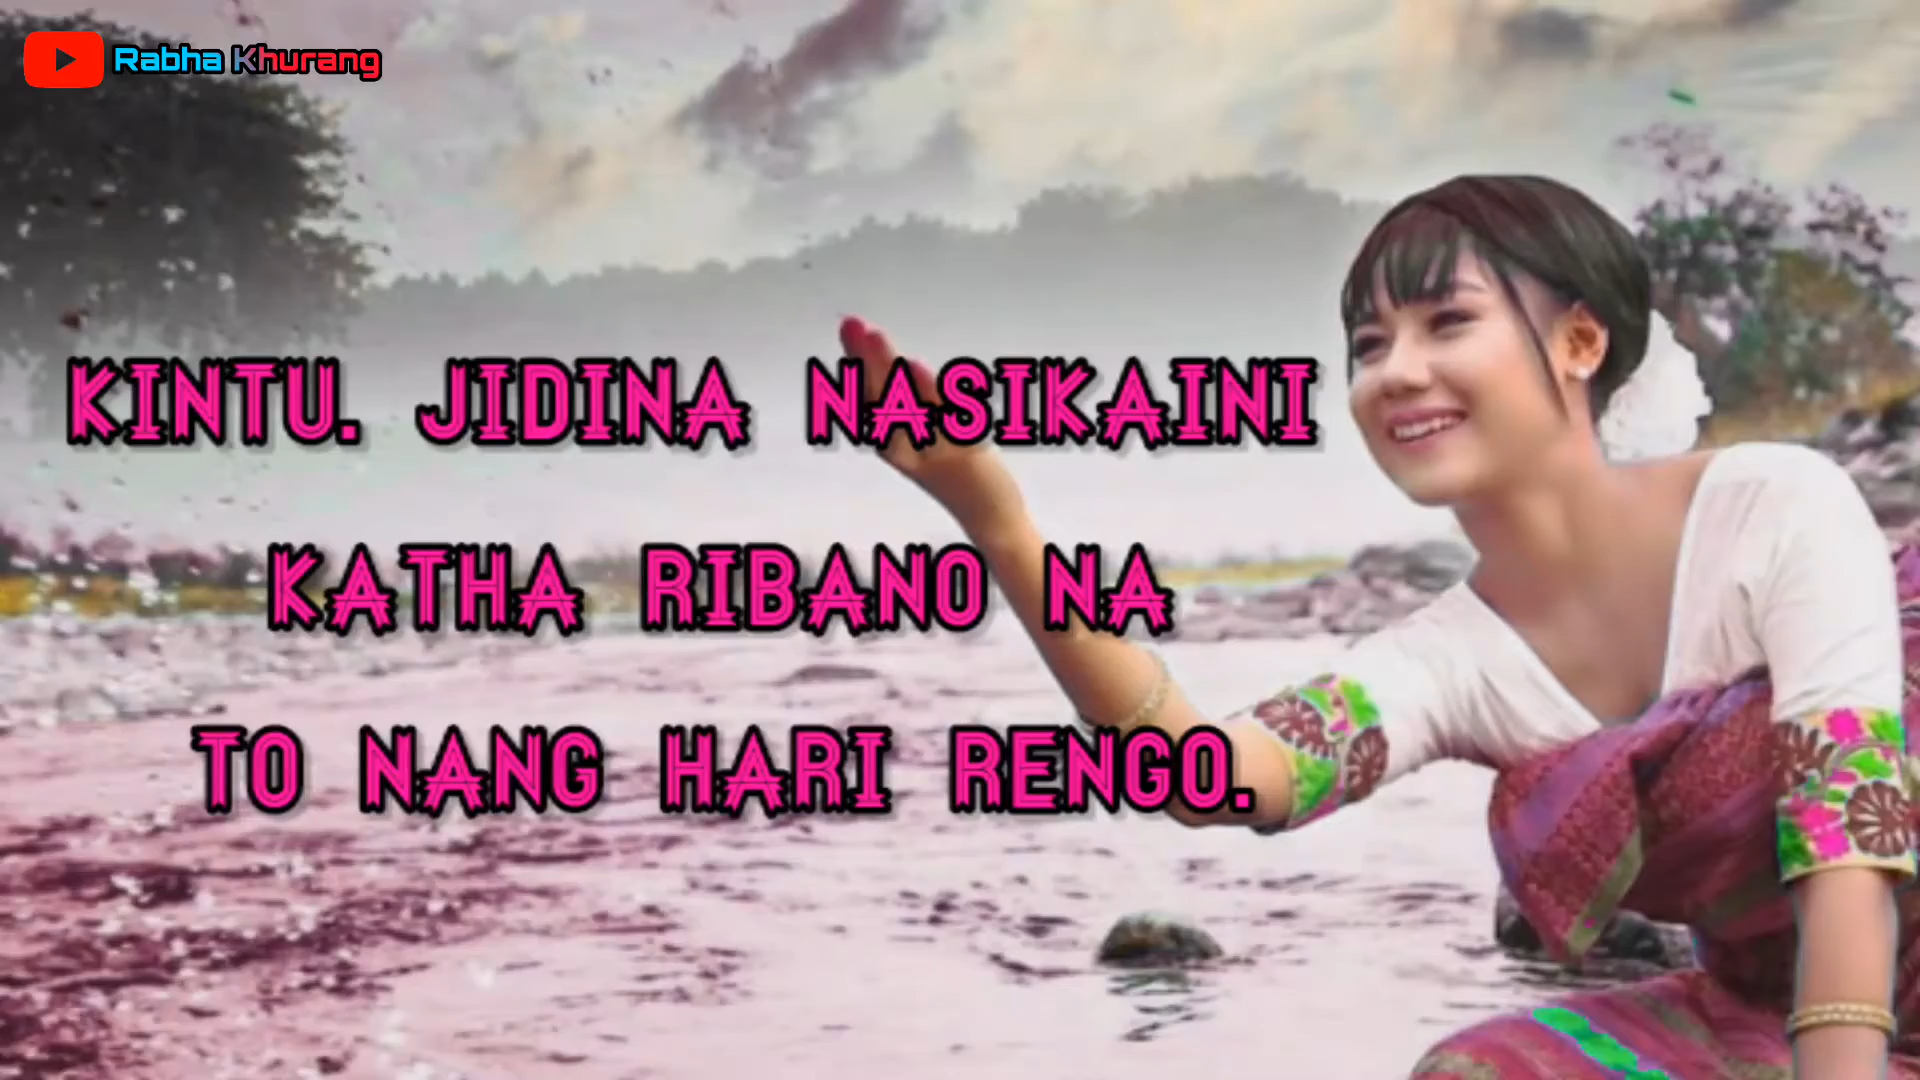 Rabha Khurang
KINTU. JIDINA NASIKAINI
KATHA RIBANO NA
TO NANG HARI RENGO.